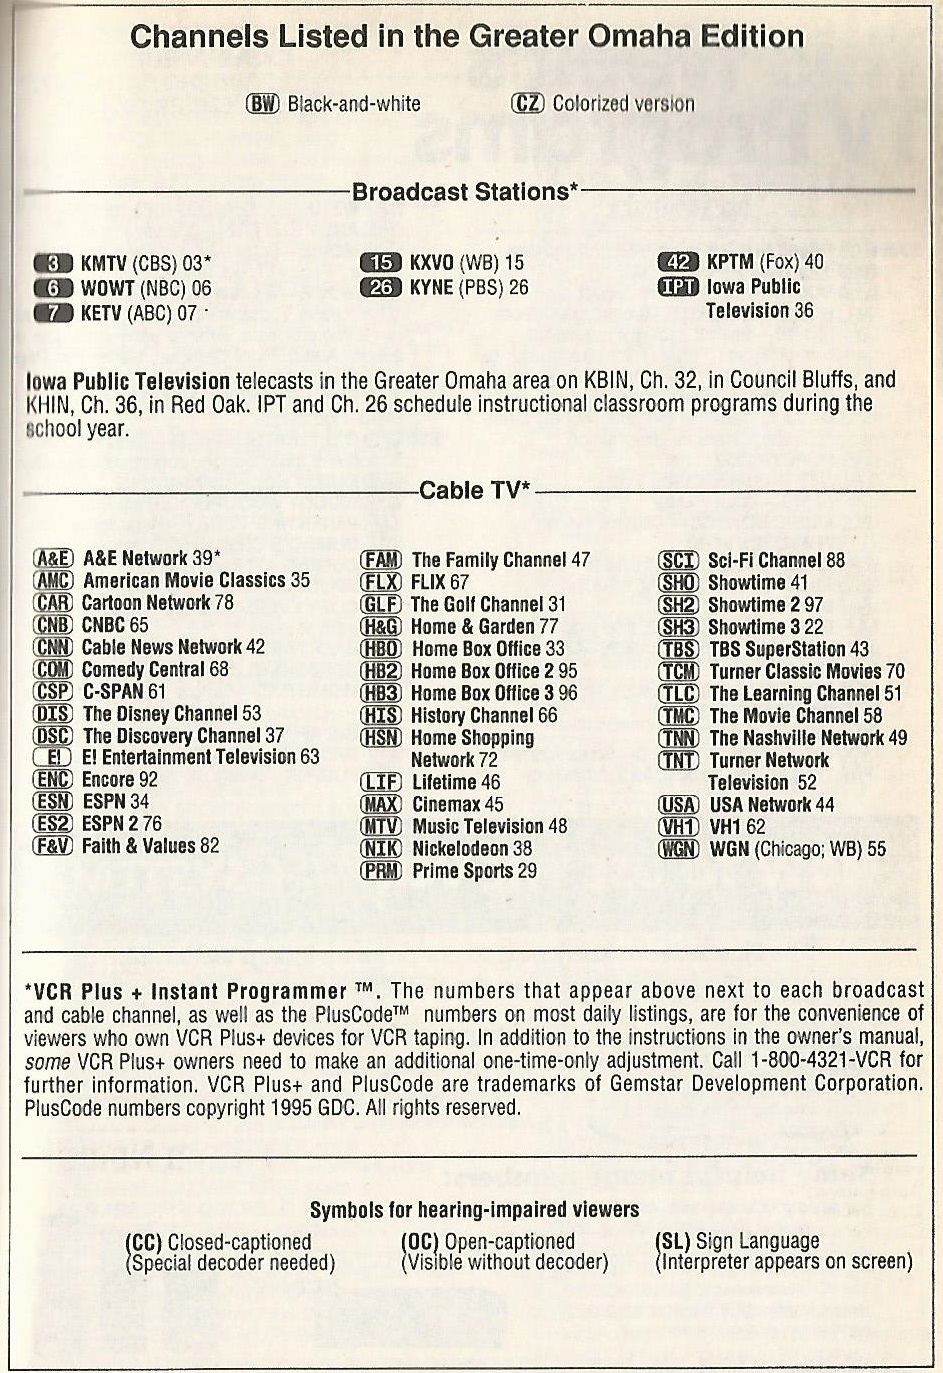 Channels Listed in the Greater Omaha Edition
BW Black-and-white
CZ Colorized version
Broadcast Stations*
3 KMTV (CBS) 03*
6 WOWT (NBC) 06
7 KETV (ABC) 07
15 KXVO (WB) 15
26 KYNE (PBS) 26
42 KPTM (Fox) 40
IPT Iowa Public
Television 36
Iowa Public Television telecasts in the Greater Omaha area on KBIN, Ch. 32, in Council Bluffs, and
KHIN, Ch. 36, in Red Oak. IPT and Ch. 26 schedule instructional classroom programs during the
school year.
Cable TV*
A&E A&E Network 39*
AMC American Movie Classics 35
CAR Cartoon Network 78
CNB CNBC 65
CNN Cable News Network 42
COM Comedy Central 68
CSP C-SPAN 61
DIS The Disney Channel 53
DSC The Discovery Channel 37
E! E! Entertainment Television 63
ENC Encore 92
ESN ESPN 34
ES2 ESPN 2 76
F&V Faith & Values 82
FAM The Family Channel 47
FLX FLIX 67
GLF The Golf Channel 31
H&G Home & Garden 77
HBO Home Box Office 33
HB2 Home Box Office 2 95
HB3 Home Box Office 3 96
HIS History Channel 66
HSN Home Shopping
Network 72
LIF Lifetime 46
MAX Cinemax 45
MTV Music Television 48
NIK Nickelodeon 38
PRM Prime Sports 29
SCI Sci-Fi Channel 88
SHO Showtime 41
SH2 Showtime 2 97
SH3 Showtime 3 22
TBS TBS SuperStation 43
TCM Turner Classic Movies 70
TLC The Learning Channel 51
TMC The Movie Channel 58
TNN The Nashville Network 49
TNT Turner Network
Television 52
USA USA Network 44
VH1 VH1 62
WGN WGN (Chicago; WB) 55
*VCR Plus + Instant Programmer ™. The numbers that appear above next to each broadcast
and cable channel, as well as the PlusCode™ numbers on most daily listings, are for the convenience of
viewers who own VCR Plus+ devices for VCR taping. In addition to the instructions in the owner's manual,
some VCR Plus+ owners need to make an additional one-time-only adjustment. Call 1-800-4321-VCR for
further information. VCR Plus+ and PlusCode are trademarks of Gemstar Development Corporation.
PlusCode numbers copyright 1995 GDC. All rights reserved.
Symbols for hearing-impaired viewers
(CC) Closed-captioned
(Special decoder needed)
(OC) Open-captioned
(Visible without decoder)
(SL) Sign Language
(Interpreter appears on screen)